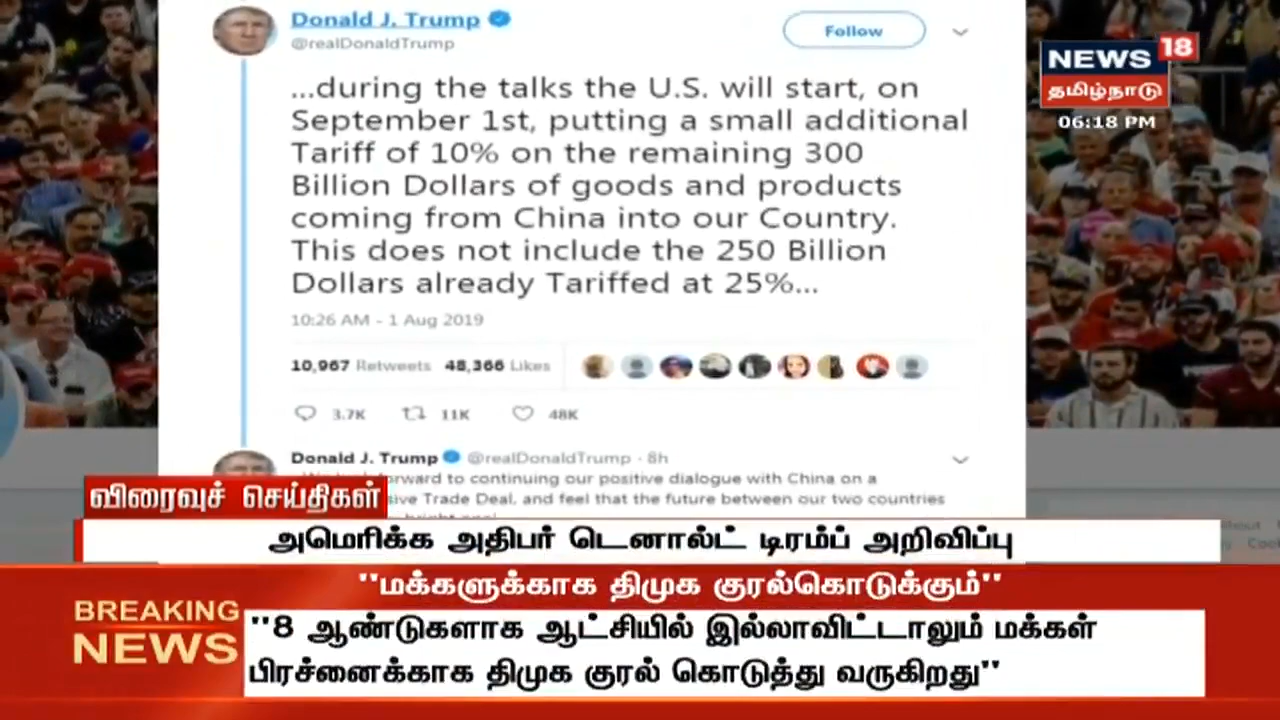 Donald J. Trump
@realDonaldTrump
Follow
...during the talks the U.S. will start, on
September 1st, putting a small additional
Tariff of 10% on the remaining 300
Billion Dollars of goods and products
coming from China into our Country.
This does not include the 250 Billion
Dollars already Tariffed at 25%...
10:26 AM - 1 Aug 2019
10,967 Retweets 48,366 Likes
3.7K 11K 48K
Donald J. Trump @realDonaldTrump · 8h
forward to continuing our positive dialogue with China on a
Trade Deal, and feel that the future between our two countries
NEWS 18
தமிழ்நாடு
06:18 PM
விரைவுச் செய்திகள்
அமெரிக்க அதிபர் டெனால்ட் டிரம்ப் அறிவிப்பு
"மக்களுக்காக திமுக குரல்கொடுக்கும்"
BREAKING
NEWS
"8 ஆண்டுகளாக ஆட்சியில் இல்லாவிட்டாலும் மக்கள்
பிரச்னைக்காக திமுக குரல் கொடுத்து வருகிறது"